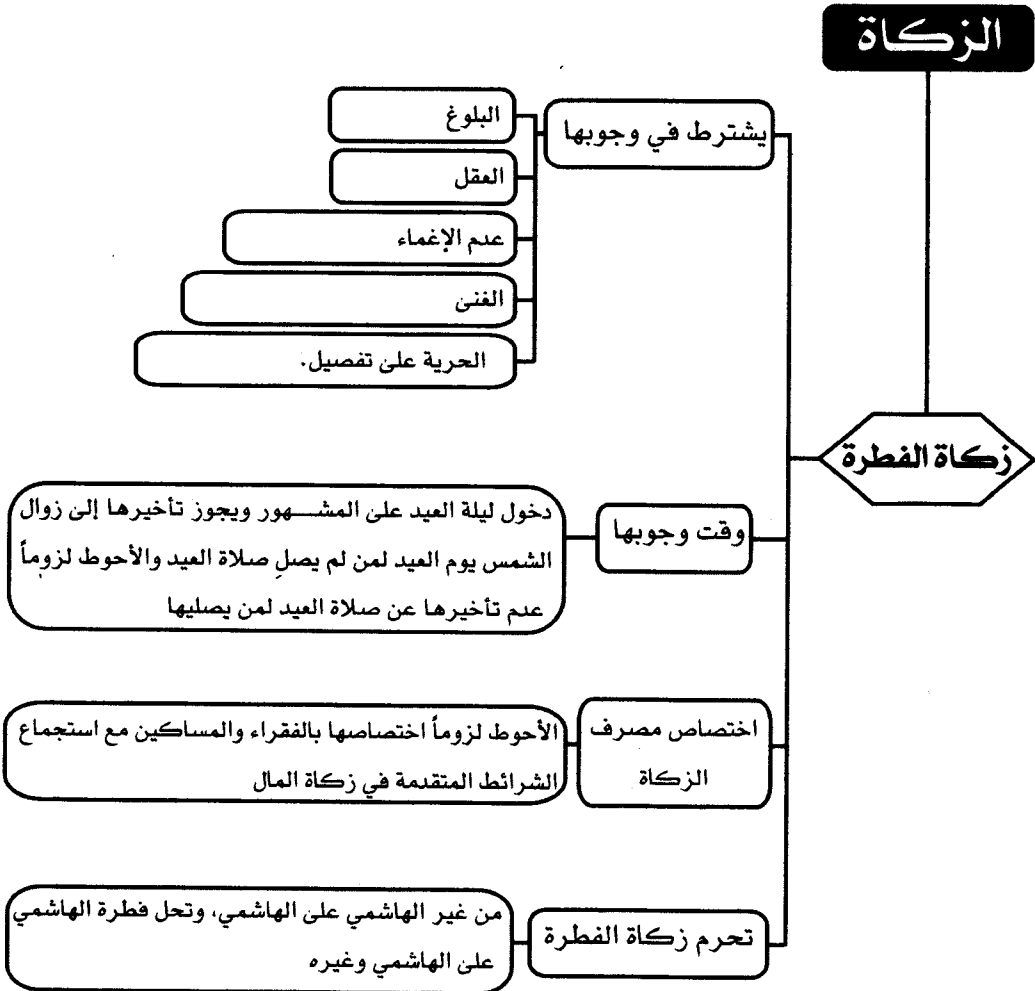 الزكاة
زكاة الفطرة
يشترط في وجوبها
البلوغ
العقل
عدم الإغماء
الغنى
الحرية على تفصيل.
وقت وجوبها
دخول ليلة العيد على المشهور ويجوز تأخيرها إلى زوال
الشمس يوم العيد لمن لم يصلِ صلاة العيد والأحوط لزوماً
عدم تأخيرها عن صلاة العيد لمن يصليها
اختصاص مصرف
الزكاة
الأحوط لزوماً اختصاصها بالفقراء والمساكين مع استجماع
الشرائط المتقدمة في زكاة المال
تحرم زكاة الفطرة
من غير الهاشمي على الهاشمي، وتحل فطرة الهاشمي
على الهاشمي وغيره